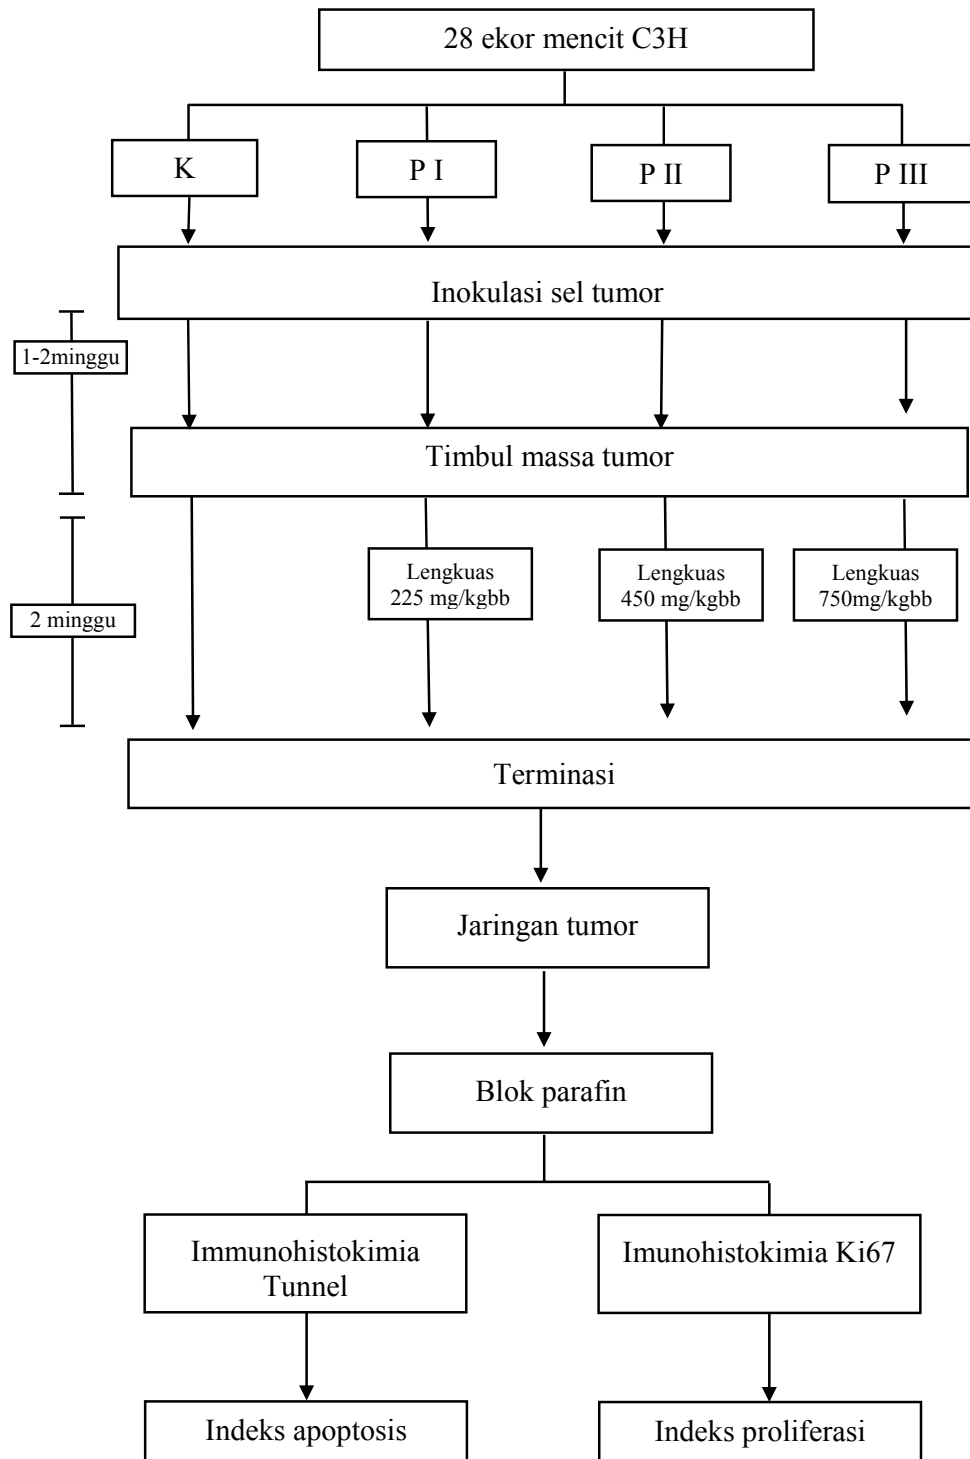 28 ekor mencit C3H
K
P I
P II
P III
Inokulasi sel tumor
1-2minggu
Timbul massa tumor
Lengkuas
225 mg/kgbb
Lengkuas
450 mg/kgbb
Lengkuas
750mg/kgbb
2 minggu
Terminasi
Jaringan tumor
Blok parafin
Immunohistokimia
Tunnel
Imunohistokimia Ki67
Indeks apoptosis
Indeks proliferasi